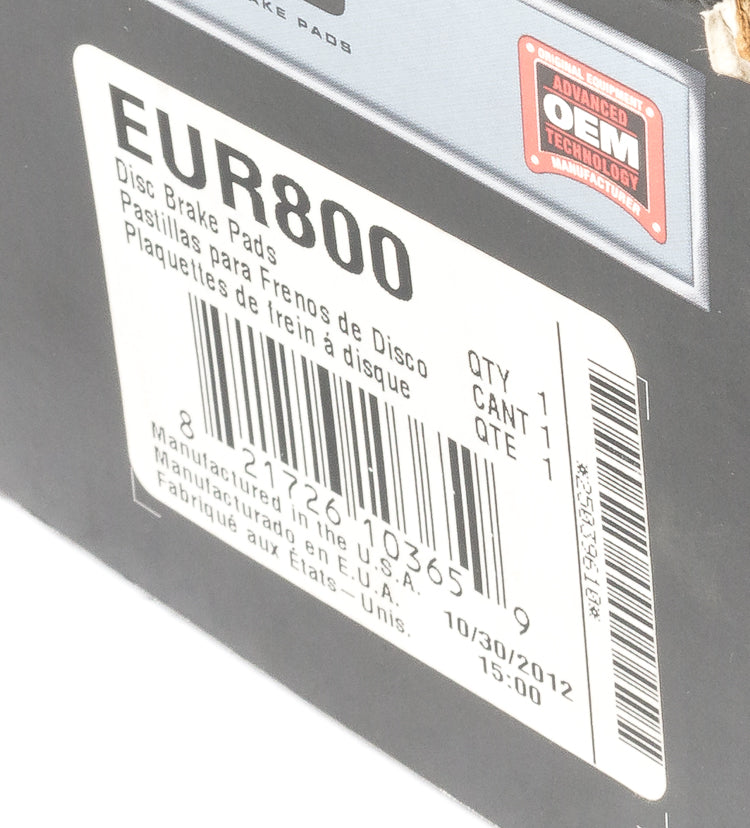 AKE PADS
ORIGINAL EQUIPMENT
ADVANCED
OEM
TECHNOLOGY
MANUFACTURER
EUR800
Disc Brake Pads
Pastillas para Frenos de Disco
Plaquettes de frein á disque
QTY 1
CANT 1
QTE 1
8 21726 10365 9
Manufactured in the U.S.A.
Manufacturado en E.U.A.
Fabriqué aux États-Unis.
10/30/2012
15:00